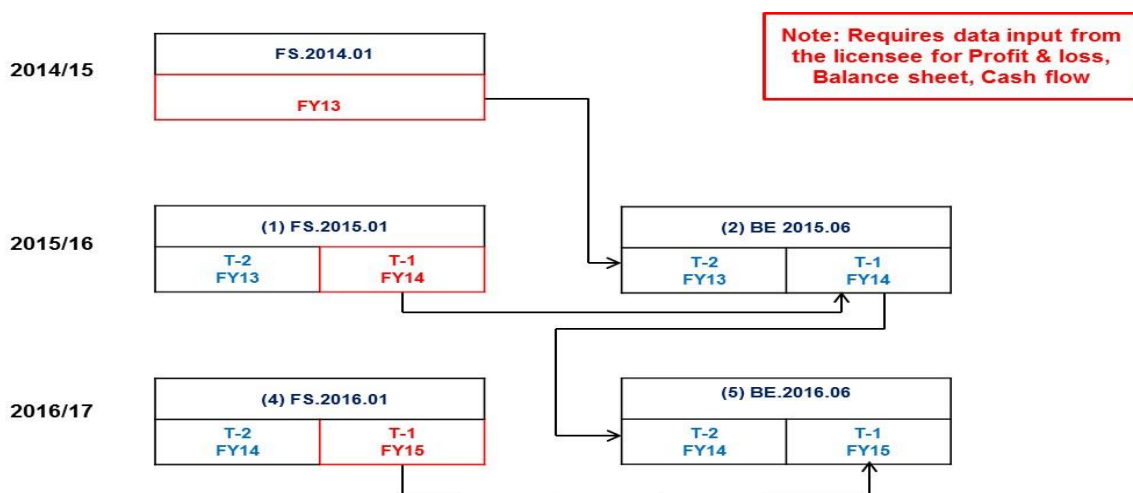 2014/15
FS.2014.01
FY13
Note: Requires data input from
the licensee for Profit & loss,
Balance sheet, Cash flow
2015/16
(1) FS.2015.01
T-2
FY13
T-1
FY14
(2) BE 2015.06
T-2
FY13
T-1
FY14
2016/17
(4) FS.2016.01
T-2
FY14
T-1
FY15
(5) BE.2016.06
T-2
FY14
T-1
FY15